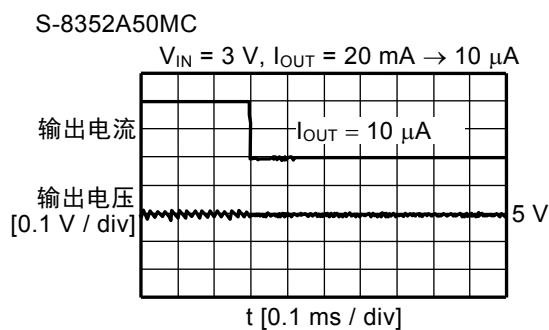 S-8352A50MC
V_IN = 3 V, I_OUT = 20 mA → 10 μA
输出电流
I_OUT = 10 μA
输出电压
[0.1 V / div]
5 V
t [0.1 ms / div]